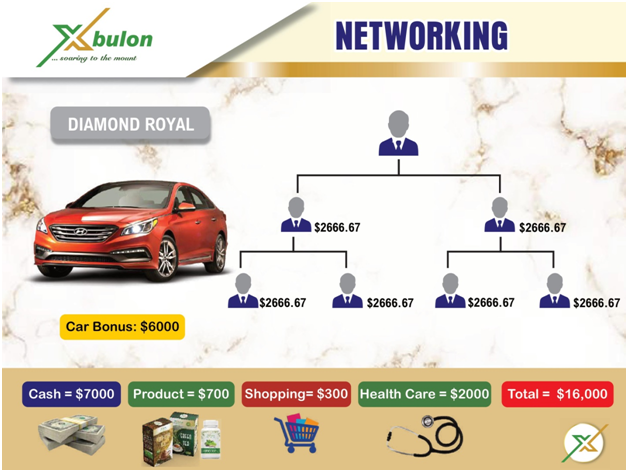 Xbulon
... soaring to the mount
NETWORKING
DIAMOND ROYAL
$2666.67
$2666.67
$2666.67
$2666.67
$2666.67
$2666.67
Car Bonus: $6000
Cash = $7000
Product = $700
Shopping= $300
Health Care = $2000
Total = $16,000